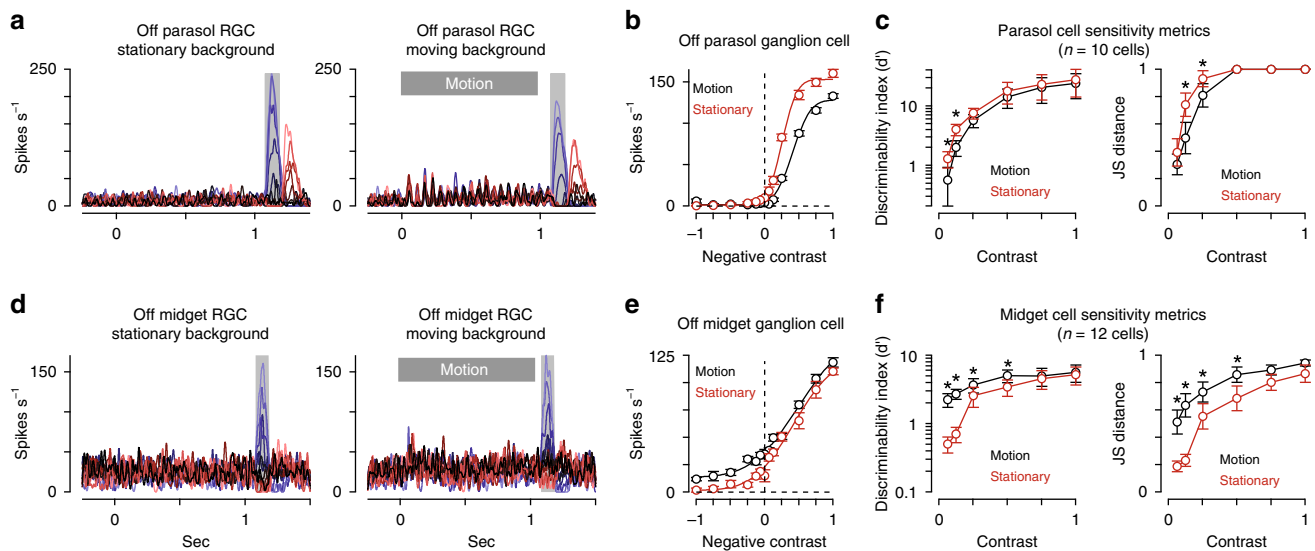 a
Off parasol RGC
stationary background
Off parasol RGC
moving background
250
0
Spikes s⁻¹
0
1
250
0
Spikes s⁻¹
Motion
0
1
b
Off parasol ganglion cell
150
0
Spikes s⁻¹
Motion
Stationary
−1
0
1
Negative contrast
c
Parasol cell sensitivity metrics
(n = 10 cells)
Discriminability index (d')
10
1
*
*
Motion
Stationary
0
1
Contrast
JS distance
1
0
*
*
Motion
Stationary
0
1
Contrast
d
Off midget RGC
stationary background
Off midget RGC
moving background
150
0
Spikes s⁻¹
0
1
Sec
150
0
Spikes s⁻¹
Motion
0
1
Sec
e
Off midget ganglion cell
125
0
Spikes s⁻¹
Motion
Stationary
−1
0
1
Negative contrast
f
Midget cell sensitivity metrics
(n = 12 cells)
Discriminability index (d')
10
1
0.1
*
*
*
*
Motion
Stationary
0
1
Contrast
JS distance
1
0
*
*
*
*
Motion
Stationary
0
1
Contrast